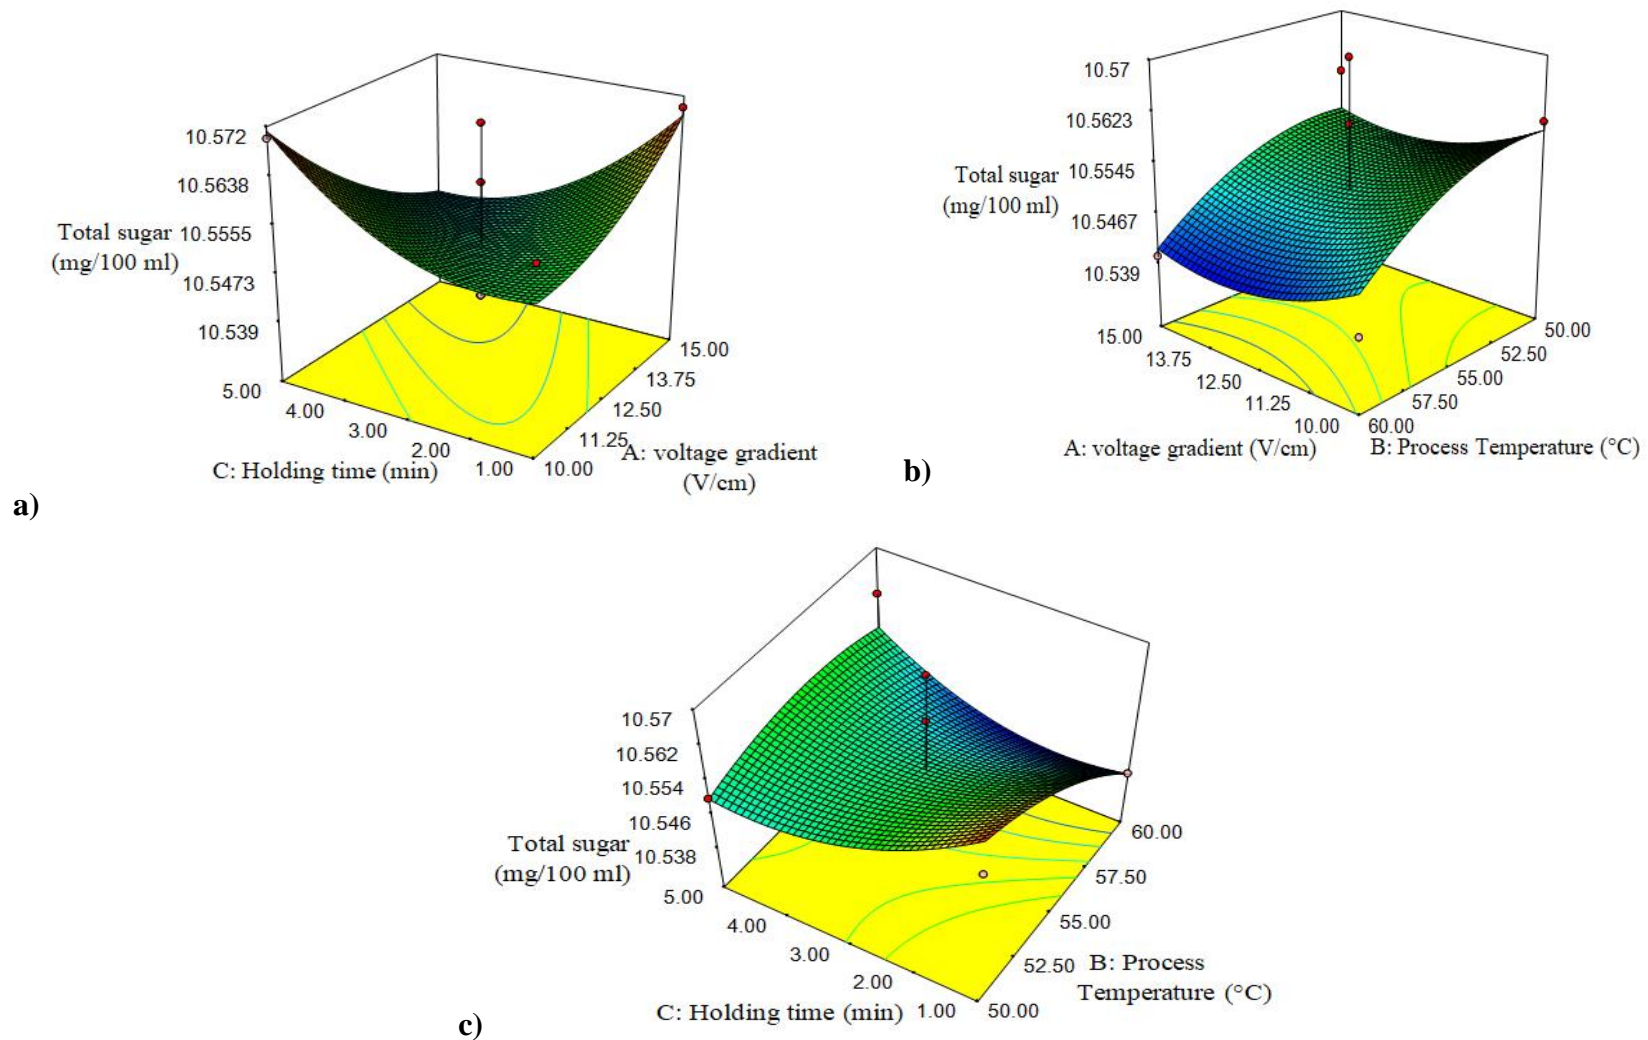 10.572
10.5638
10.5555
10.5473
10.539
Total sugar
(mg/100 ml)
5.00
4.00
3.00
2.00
1.00
C: Holding time (min)
10.00
11.25
12.50
13.75
15.00
A: voltage gradient
(V/cm)
a)
10.57
10.5623
10.5545
10.5467
10.539
Total sugar
(mg/100 ml)
15.00
13.75
12.50
11.25
10.00
A: voltage gradient (V/cm)
60.00
57.50
55.00
52.50
50.00
B: Process Temperature (°C)
b)
10.57
10.562
10.554
10.546
10.538
Total sugar
(mg/100 ml)
5.00
4.00
3.00
2.00
1.00
C: Holding time (min)
50.00
52.50
55.00
57.50
60.00
B: Process
Temperature (°C)
c)